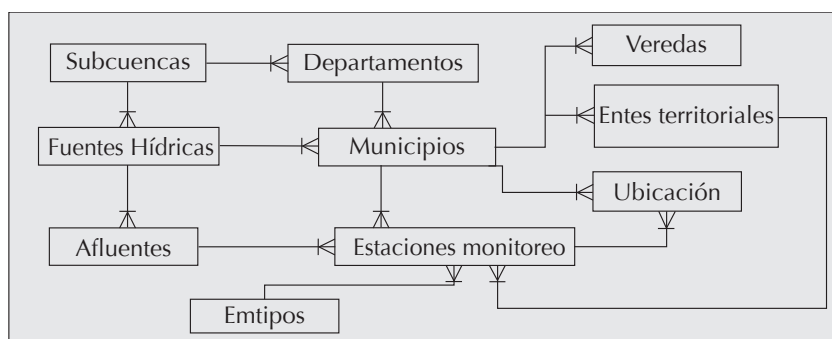 Subcuencas
Departamentos
Veredas
Fuentes Hídricas
Municipios
Entes territoriales
Ubicación
Afluentes
Estaciones monitoreo
Emtipos